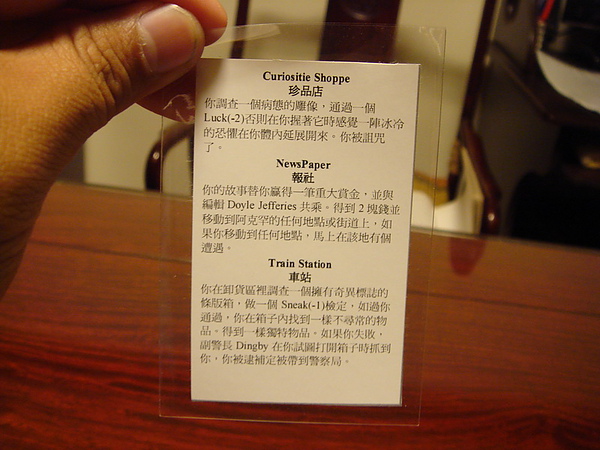 Curiositie Shoppe
珍品店
你調查一個病態的雕像，通過一個
Luck(-2)否則在你握著它時感覺一陣冰冷
的恐懼在你體內延展開來。你被詛咒
了。
NewsPaper
報社
你的故事替你贏得一筆重大賞金，並與
編輯 Doyle Jefferies 共乘。得到 2 塊錢並
移動到阿克罕的任何地點或街道上，如
果你移動到任何地點，馬上在該地有個
遭遇。
Train Station
車站
你在卸貨區裡調查一個擁有奇異標誌的
條版箱，做一個 Sneak(-1)檢定，如過你
通過，你在箱子內找到一樣不尋常的物
品。得到一樣獨特物品。如果你失敗，
副警長 Dingby 在你試圖打開箱子時抓到
你，你被逮補定被帶到警察局。